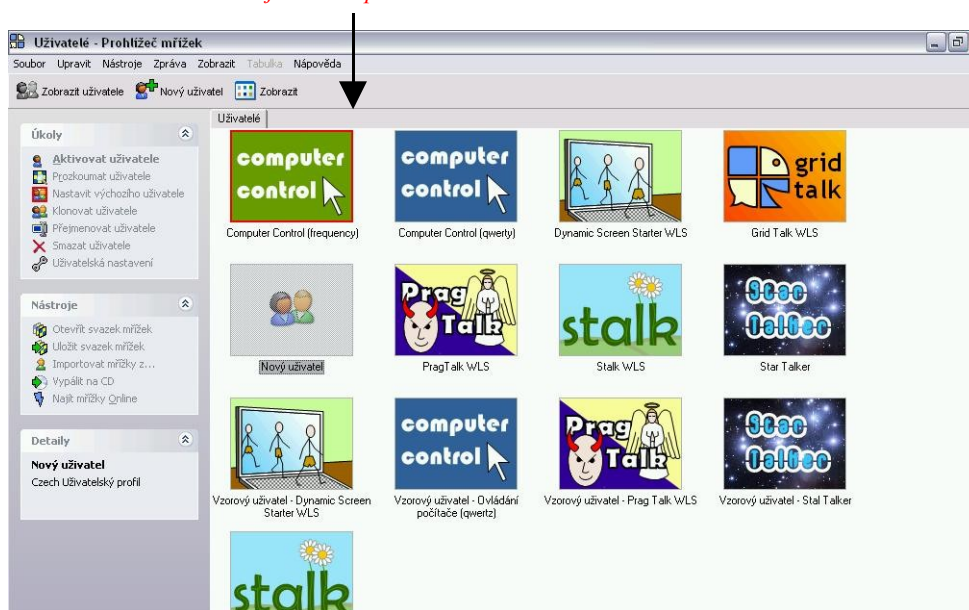 Uživatelé - Prohlížeč mřížek
Soubor Upravit Nástroje Zpráva Zobrazit Tabulka Nápověda
Zobrazit uživatele Nový uživatel Zobrazit
Uživatelé
Úkoly
Aktivovat uživatele
Prozkoumat uživatele
Nastavit výchozího uživatele
Klonovat uživatele
Přejmenovat uživatele
Smazat uživatele
Uživatelská nastavení
Nástroje
Otevřít svazek mřížek
Uložit svazek mřížek
Importovat mřížky z...
Vypálit na CD
Najít mřížky Online
Detaily
Nový uživatel
Czech Uživatelský profil
computer
control
Computer Control (frequency)
computer
control
Computer Control (qwerty)
Dynamic Screen Starter WLS
grid
talk
Grid Talk WLS
Nový uživatel
Prag
Talk
PragTalk WLS
stalk
Stalk WLS
Star
Talker
Star Talker
Vzorový uživatel - Dynamic Screen
Starter WLS
computer
control
Vzorový uživatel - Ovládání
počítače (qwertz)
Prag
Talk
Vzorový uživatel - Prag Talk WLS
Star
Talker
Vzorový uživatel - Stal Talker
stalk